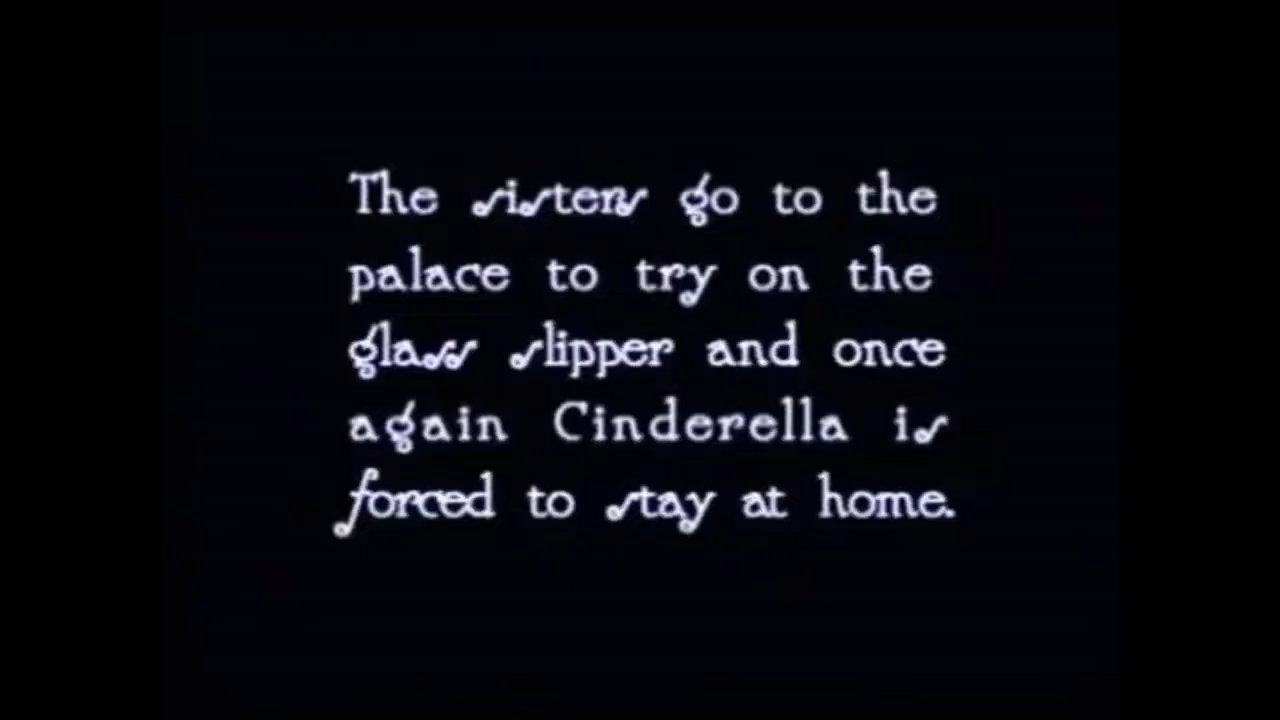 The sisters go to the
palace to try on the
glass slipper and once
again Cinderella is
forced to stay at home.